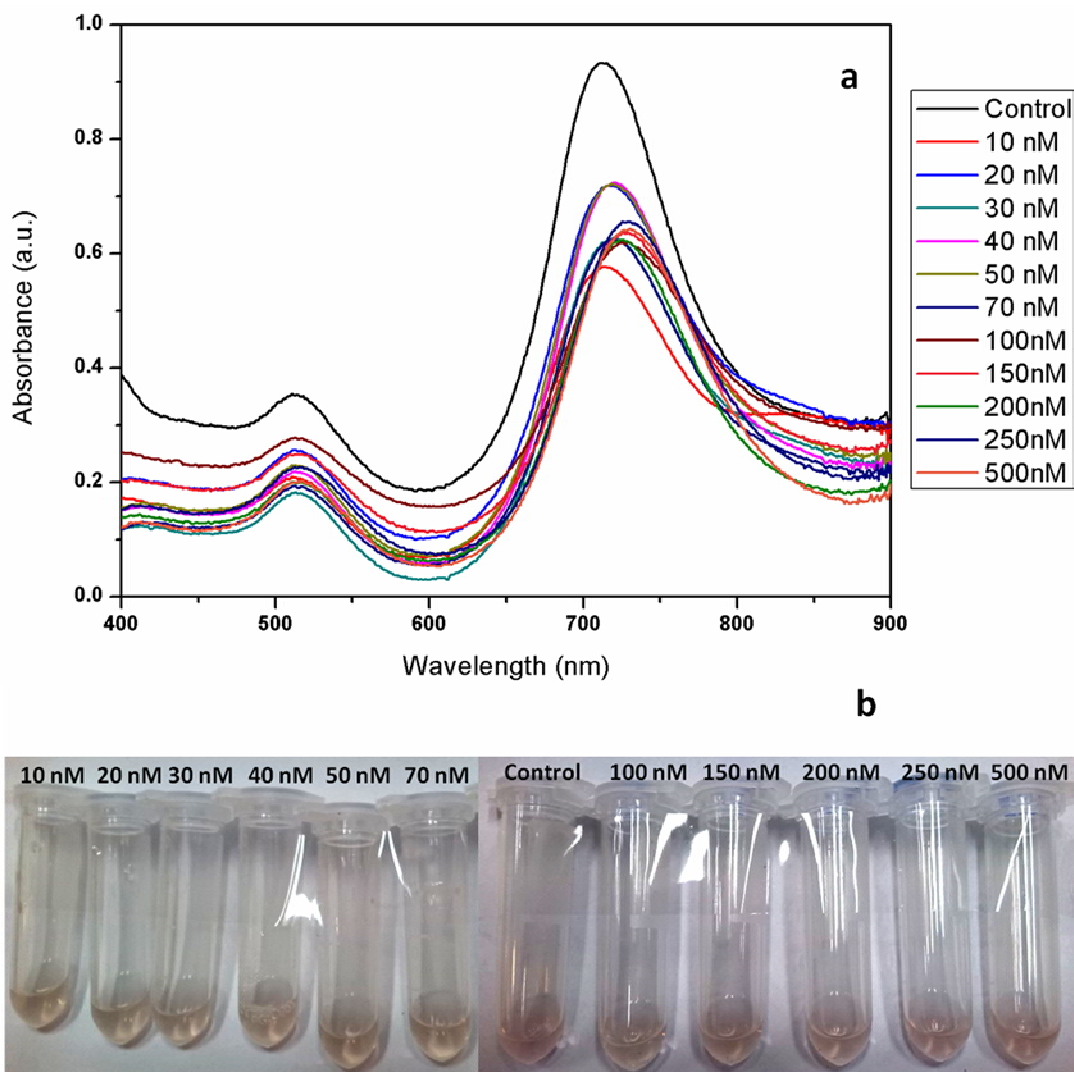 a
1.0
0.8
0.6
0.4
0.2
0.0
Absorbance (a.u.)
400 500 600 700 800 900
Wavelength (nm)
Control
10 nM
20 nM
30 nM
40 nM
50 nM
70 nM
100nM
150nM
200nM
250nM
500nM
b
10 nM 20 nM 30 nM 40 nM 50 nM 70 nM Control 100 nM 150 nM 200 nM 250 nM 500 nM